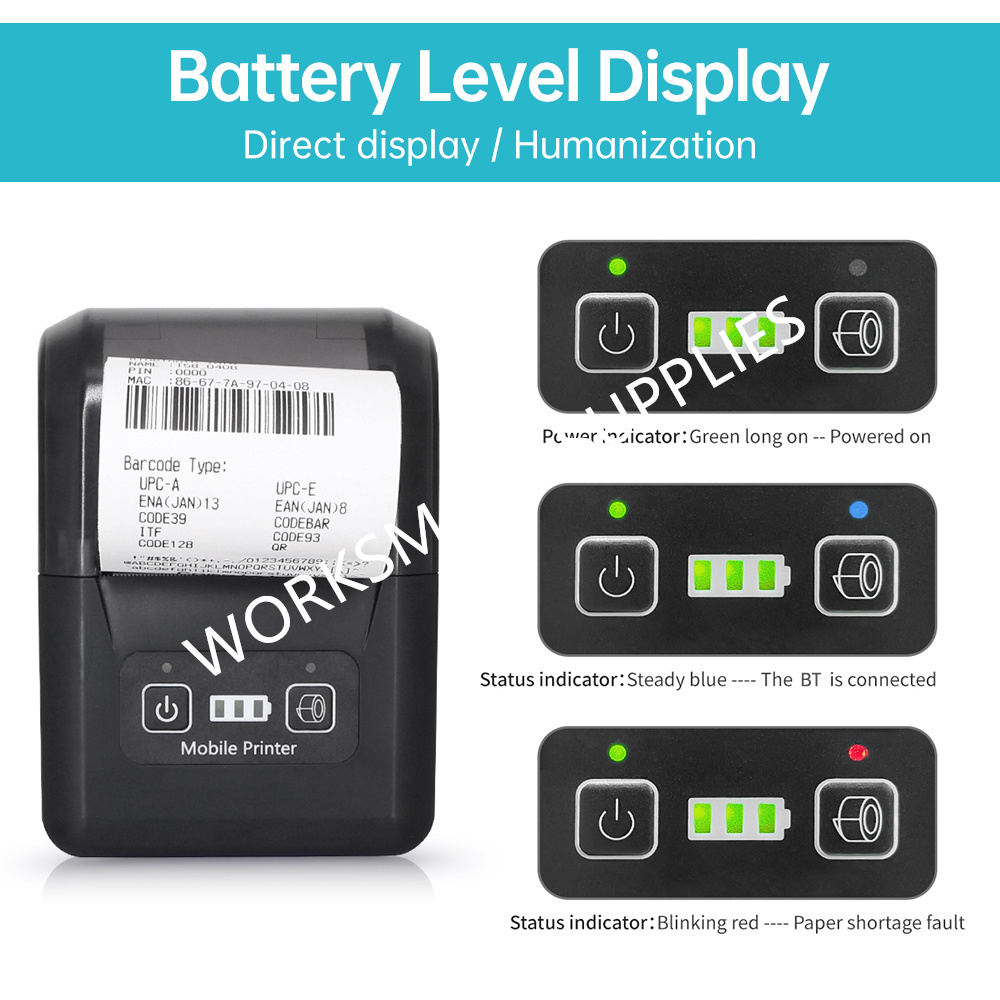 Battery Level Display
Direct display / Humanization
PIN :0000
MAC :86-67-7A-97-04-08
Barcode Type:
UPC-A UPC-E
ENA(JAN)13 EAN(JAN)8
CODE39 CODEBAR
ITF CODE93
CODE128 QR
Mobile Printer
WORKSM
UPPLIES
Power indicator:Green long on -- Powered on
Status indicator:Steady blue ---- The BT is connected
Status indicator:Blinking red ---- Paper shortage fault